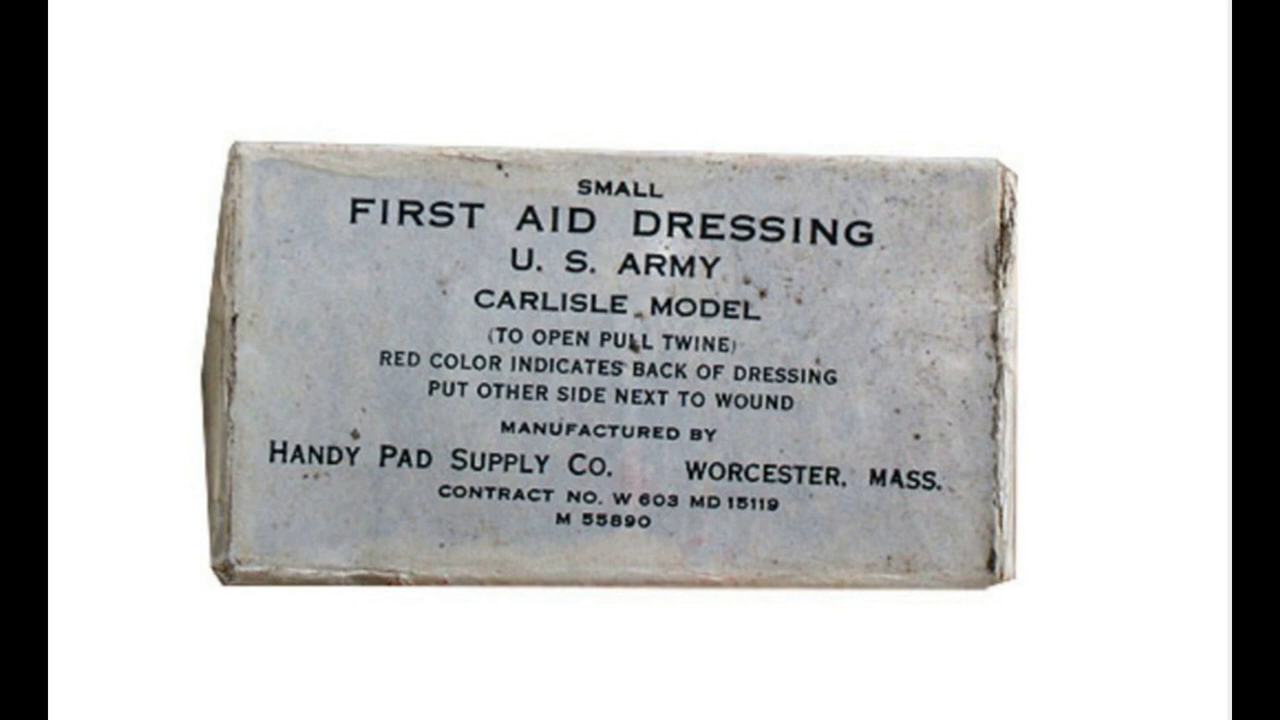 SMALL
FIRST AID DRESSING
U. S. ARMY
CARLISLE MODEL
(TO OPEN PULL TWINE)
RED COLOR INDICATES BACK OF DRESSING
PUT OTHER SIDE NEXT TO WOUND
MANUFACTURED BY
HANDY PAD SUPPLY CO. WORCESTER, MASS.
CONTRACT NO. W 603 MD 15119
M 55890